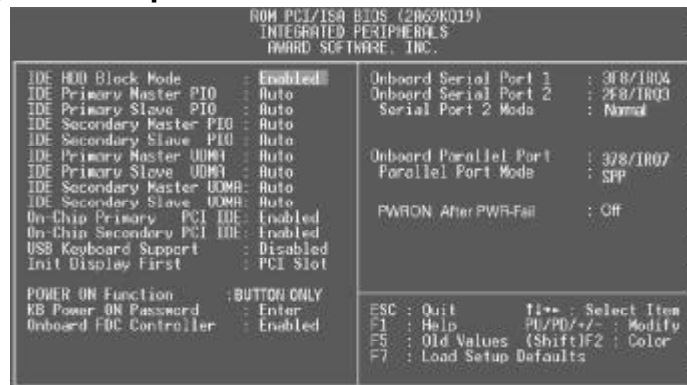 ROM PCI/ISA BIOS (2A69KQ19)
INTEGRATED PERIPHERALS
AWARD SOFTWARE, INC.
IDE HDD Block Mode : Enabled
IDE Primary Master PIO : Auto
IDE Primary Slave PIO : Auto
IDE Secondary Master PIO : Auto
IDE Secondary Slave PIO : Auto
IDE Primary Master UDMA : Auto
IDE Primary Slave UDMA : Auto
IDE Secondary Master UDMA: Auto
IDE Secondary Slave UDMA: Auto
On-Chip Primary PCI IDE: Enabled
On-Chip Secondary PCI IDE: Enabled
USB Keyboard Support : Disabled
Init Display First : PCI Slot
POWER ON Function :BUTTON ONLY
KB Power ON Password : Enter
Onboard FDC Controller : Enabled
Onboard Serial Port 1 : 3F8/IRQ4
Onboard Serial Port 2 : 2F8/IRQ3
Serial Port 2 Mode : Normal
Onboard Parallel Port : 378/IRQ7
Parallel Port Mode : SPP
PWRON After PWR-Fail : Off
ESC : Quit ↑↓→← : Select Item
F1 : Help PU/PD/+/- : Modify
F5 : Old Values (Shift)F2 : Color
F7 : Load Setup Defaults